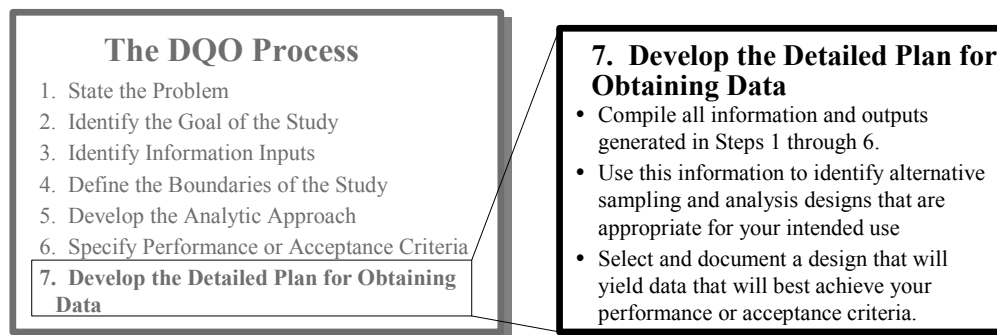 The DQO Process
1. State the Problem
2. Identify the Goal of the Study
3. Identify Information Inputs
4. Define the Boundaries of the Study
5. Develop the Analytic Approach
6. Specify Performance or Acceptance Criteria
7. Develop the Detailed Plan for Obtaining
Data
7. Develop the Detailed Plan for
Obtaining Data
• Compile all information and outputs
generated in Steps 1 through 6.
• Use this information to identify alternative
sampling and analysis designs that are
appropriate for your intended use
• Select and document a design that will
yield data that will best achieve your
performance or acceptance criteria.